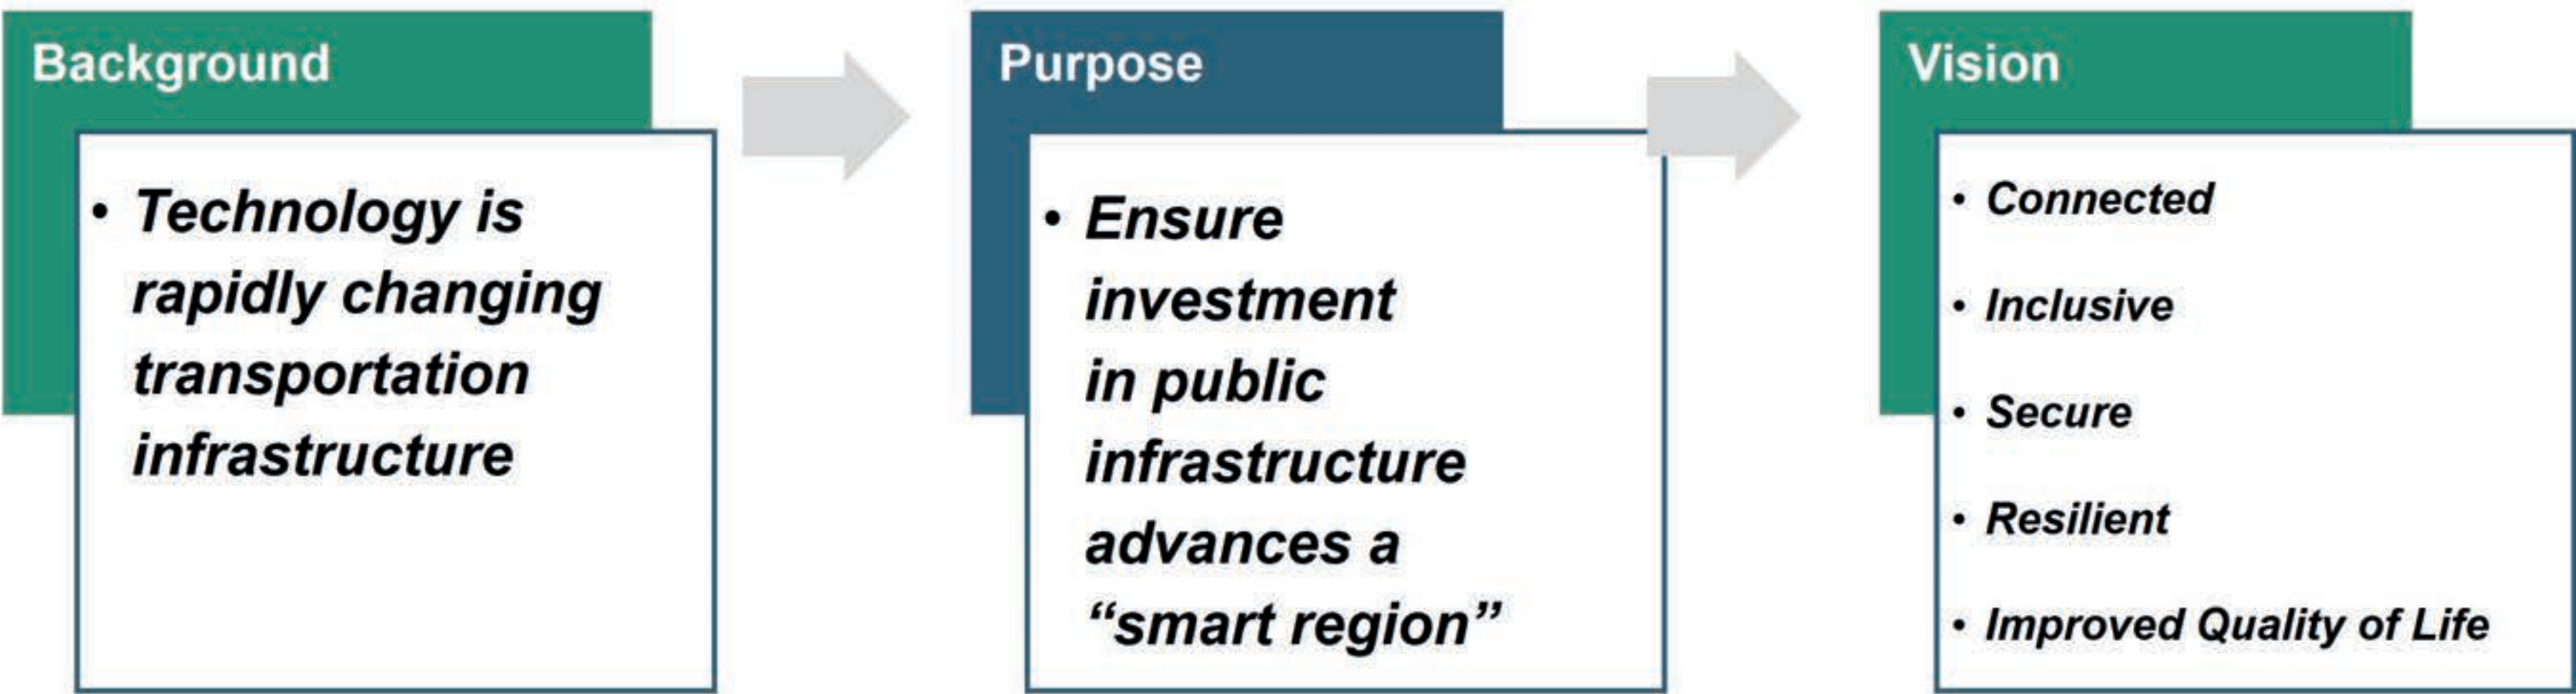 Background
• Technology is
rapidly changing
transportation
infrastructure
Purpose
• Ensure
investment
in public
infrastructure
advances a
“smart region”
Vision
• Connected
• Inclusive
• Secure
• Resilient
• Improved Quality of Life